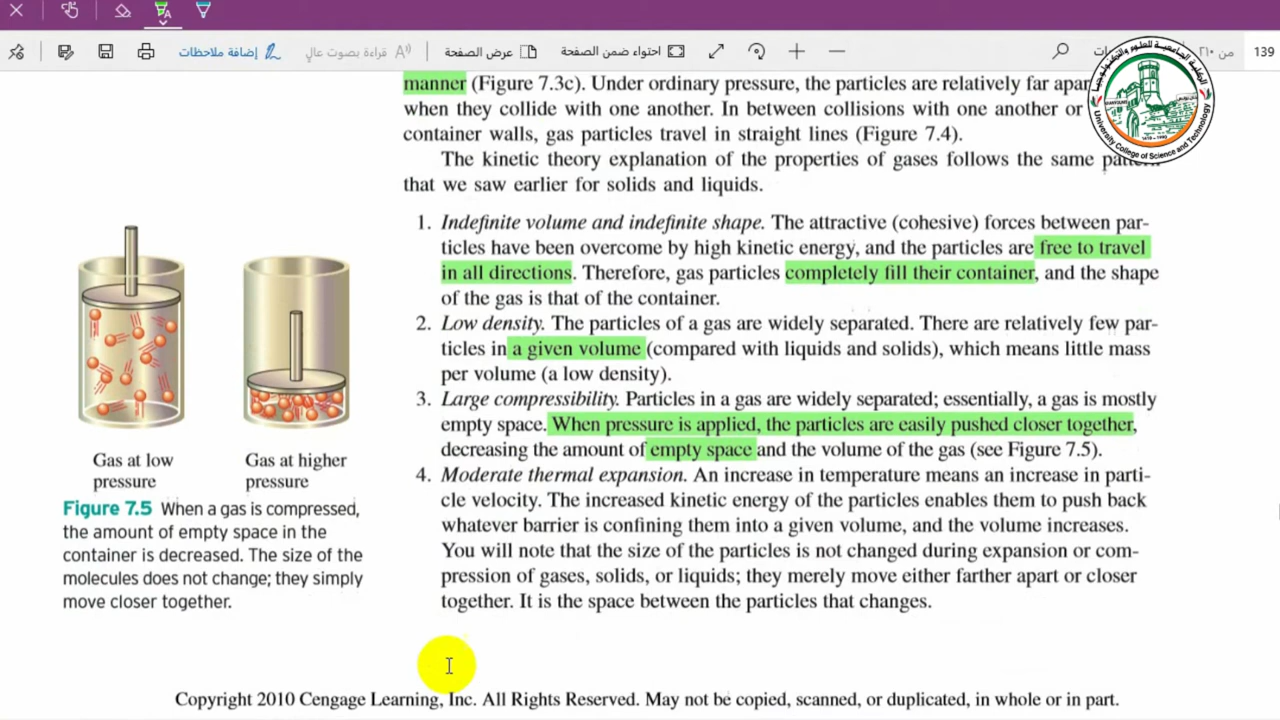 إضافة ملاحظات
قراءة بصوت عالٍ
عرض الصفحة
احتواء ضمن الصفحة
من ٢٦٠
139
manner (Figure 7.3c). Under ordinary pressure, the particles are relatively far apar
when they collide with one another. In between collisions with one another or
container walls, gas particles travel in straight lines (Figure 7.4).
The kinetic theory explanation of the properties of gases follows the same
that we saw earlier for solids and liquids.
1. Indefinite volume and indefinite shape. The attractive (cohesive) forces between par-
ticles have been overcome by high kinetic energy, and the particles are free to travel
in all directions. Therefore, gas particles completely fill their container, and the shape
of the gas is that of the container.
2. Low density. The particles of a gas are widely separated. There are relatively few par-
ticles in a given volume (compared with liquids and solids), which means little mass
per volume (a low density).
3. Large compressibility. Particles in a gas are widely separated; essentially, a gas is mostly
empty space. When pressure is applied, the particles are easily pushed closer together,
decreasing the amount of empty space and the volume of the gas (see Figure 7.5).
4. Moderate thermal expansion. An increase in temperature means an increase in parti-
cle velocity. The increased kinetic energy of the particles enables them to push back
whatever barrier is confining them into a given volume, and the volume increases.
You will note that the size of the particles is not changed during expansion or com-
pression of gases, solids, or liquids; they merely move either farther apart or closer
together. It is the space between the particles that changes.
Gas at low
pressure
Gas at higher
pressure
Figure 7.5 When a gas is compressed,
the amount of empty space in the
container is decreased. The size of the
molecules does not change; they simply
move closer together.
Copyright 2010 Cengage Learning, Inc. All Rights Reserved. May not be copied, scanned, or duplicated, in whole or in part.
University College of Science and Technology